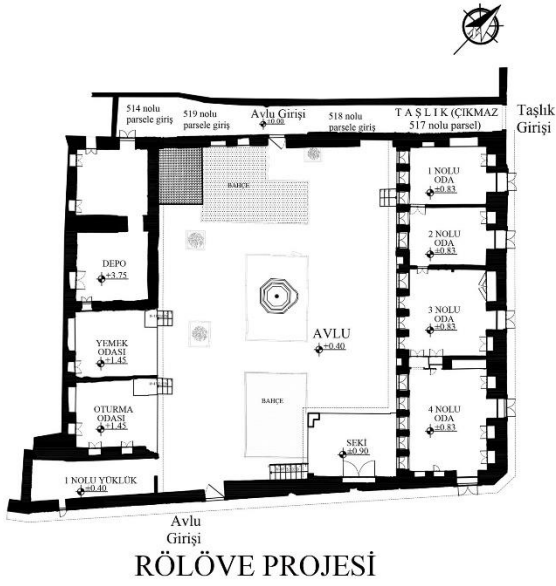 514 nolu
parsele giriş
519 nolu
parsele giriş
Avlu Girişi
±0.00
518 nolu
parsele giriş
T A Ş L I K (ÇIKMAZ
517 nolu parsel)
Taşlık
Girişi
BAHÇE
1 NOLU
ODA
±0.83
2 NOLU
ODA
±0.83
DEPO
+3.75
3 NOLU
ODA
±0.83
AVLU
±0.40
YEMEK
ODASI
±1.45
OTURMA
ODASI
±1.45
BAHÇE
4 NOLU
ODA
±0.83
SEKİ
±0.90
1 NOLU YÜKLÜK
±0.40
Avlu
Girişi
RÖLÖVE PROJESİ